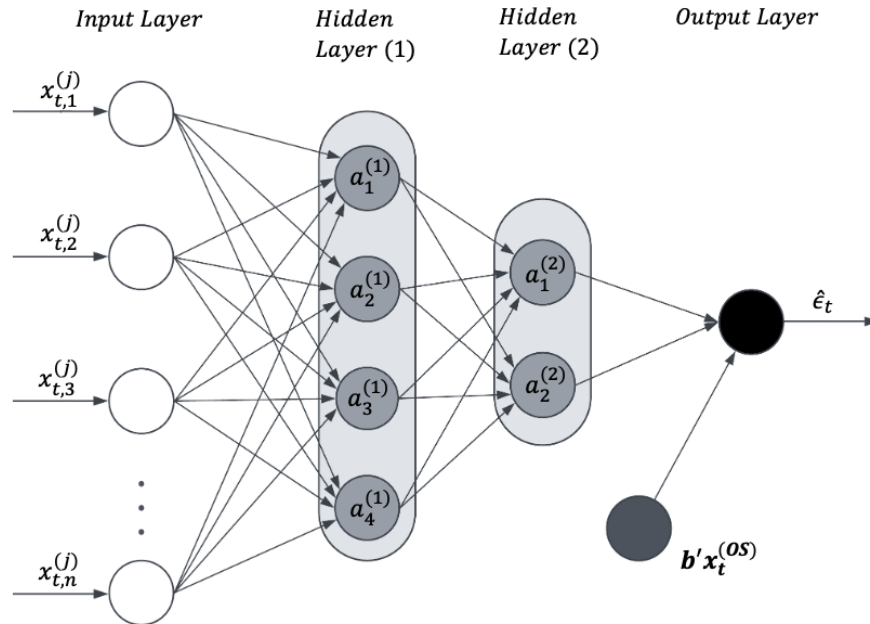 Input Layer
Hidden
Layer (1)
Hidden
Layer (2)
Output Layer
x_{t,1}^{(j)}
x_{t,2}^{(j)}
x_{t,3}^{(j)}
x_{t,n}^{(j)}
a_1^{(1)}
a_2^{(1)}
a_3^{(1)}
a_4^{(1)}
a_1^{(2)}
a_2^{(2)}
\hat{ϵ}_t
b′x_t^{(OS)}